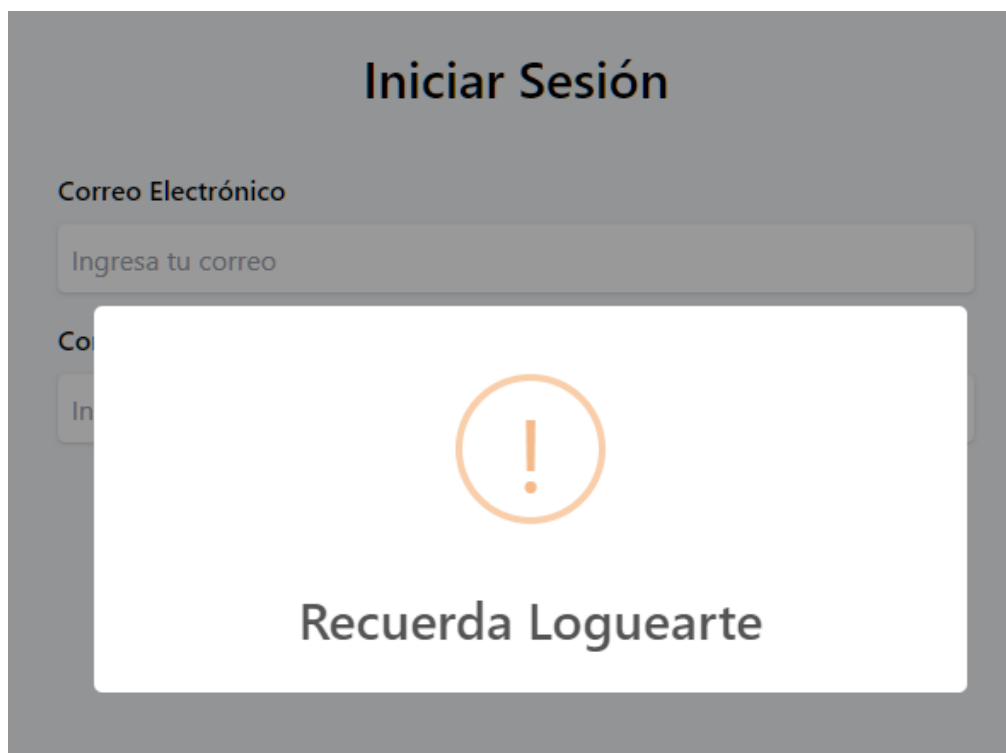 Iniciar Sesión
Correo Electrónico
Ingresa tu correo
!
Recuerda Loguearte